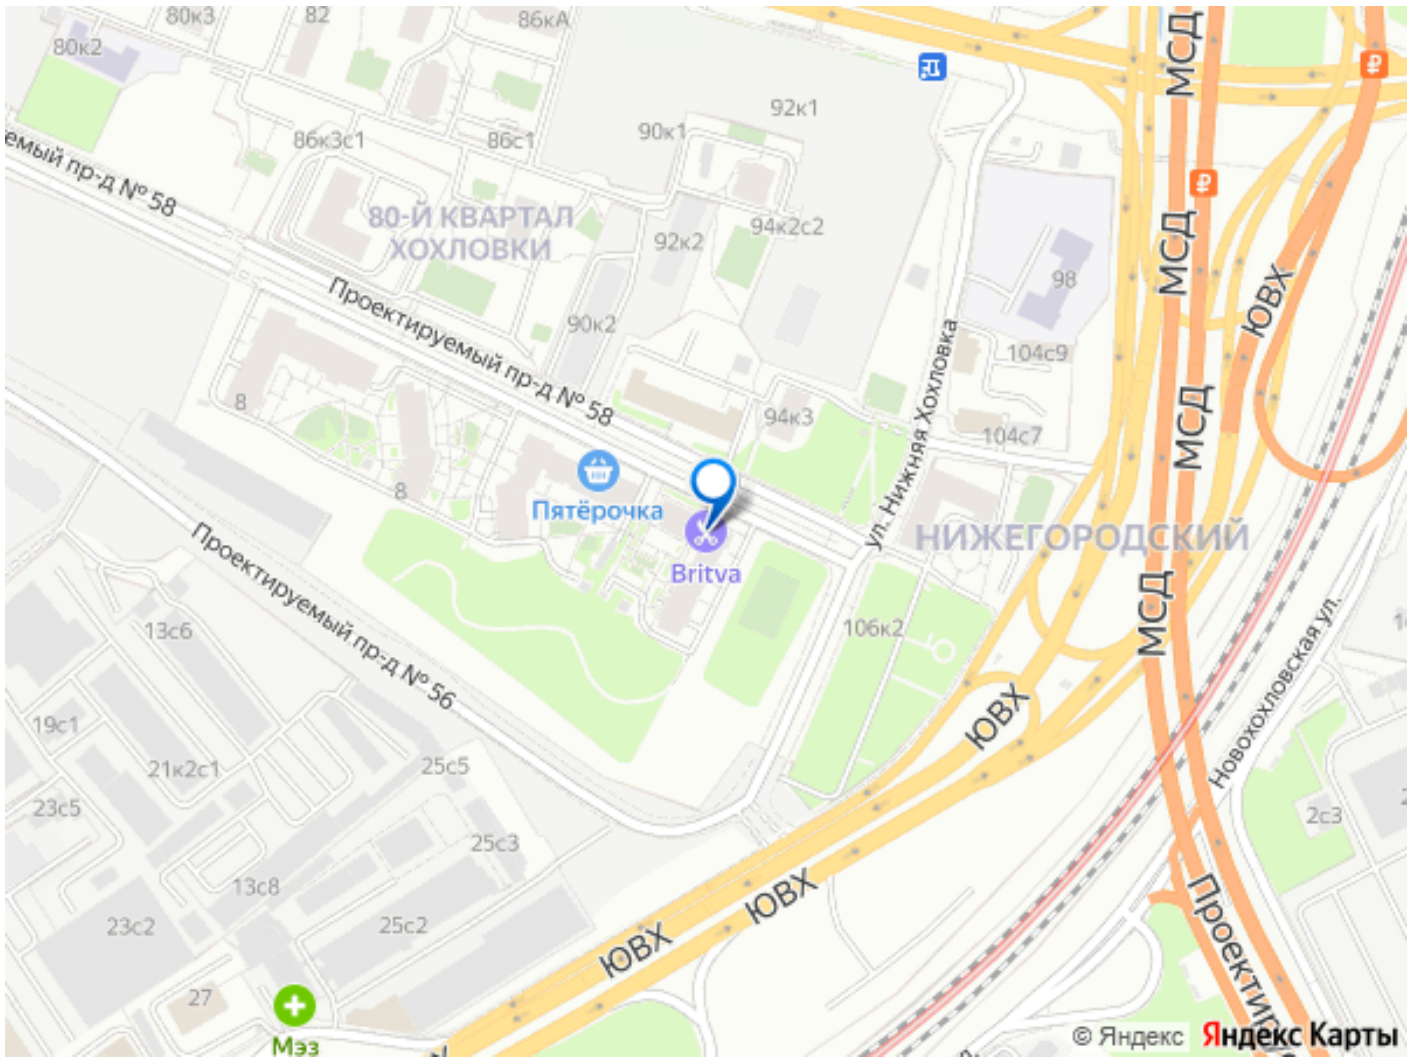 80к3
82
86кА
80к2
92к1
90к1
86к3с1
86с1
МСД
Проектируемый пр-д № 58
80-Й КВАРТАЛ
ХОХЛОВКИ
94к2с2
92к2
МСД
98
ЮВХ
Проектируемый пр-д № 58
90к2
ул. Нижняя Хохловка
104с9
8
94к3
МСД
104с7
8
Пятёрочка
НИЖЕГОРОДСКИЙ
Britva
МСД
Проектируемый пр-д № 56
13с6
106к2
Новохохловская ул.
19с1
ЮВХ
21к2с1
25с5
23с5
2с3
25с3
13с8
ЮВХ
23с2
25с2
ЮВХ
27
Мэз
© Яндекс
Яндекс Карты